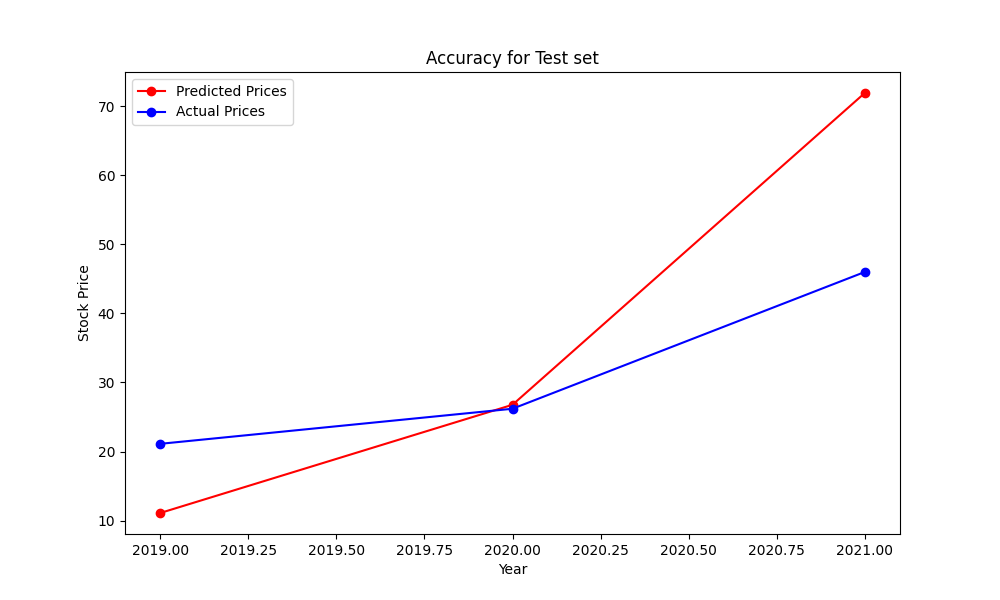 Accuracy for Test set
Predicted Prices
Actual Prices
70
60
50
40
30
20
10
Stock Price
2019.00 2019.25 2019.50 2019.75 2020.00 2020.25 2020.50 2020.75 2021.00
Year